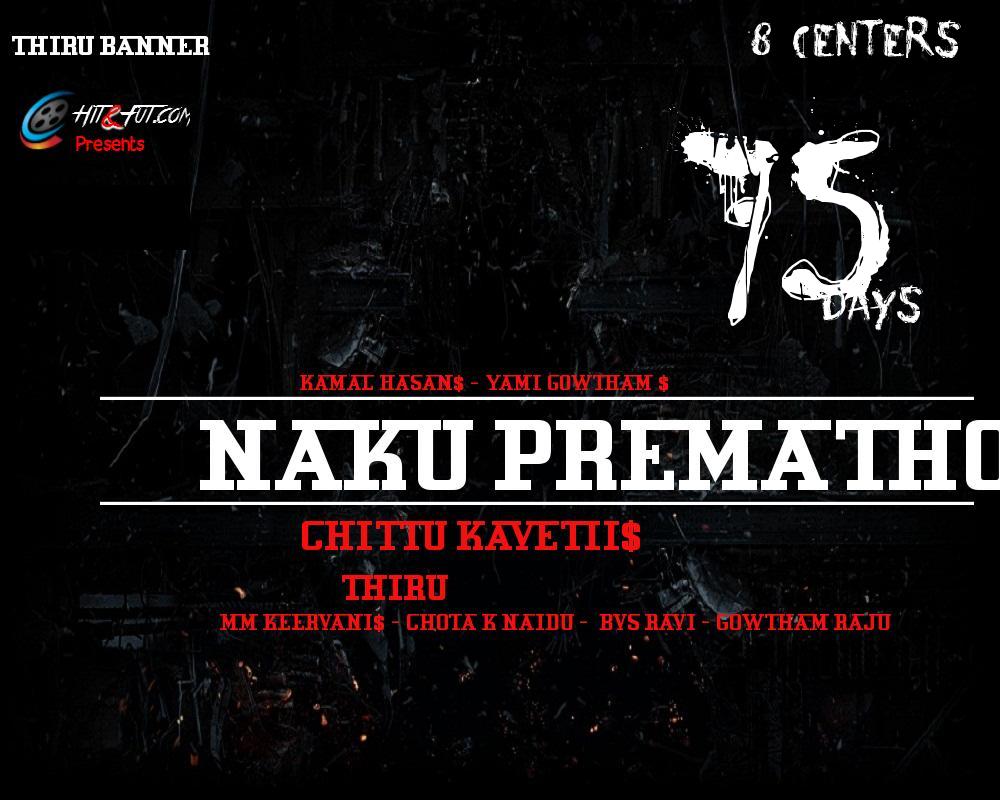 THIRU BANNER
8 CENTERS
HIT&FUT.COM
Presents
75
DAYS
KAMAL HASAN$ - YAMI GOWTHAM $
NAKU PREMATHO
CHITTU KAVETII$
THIRU
MM KEERVANI$ - CHOTA K NAIDU - BVS RAVI - GOWTHAM RAJU